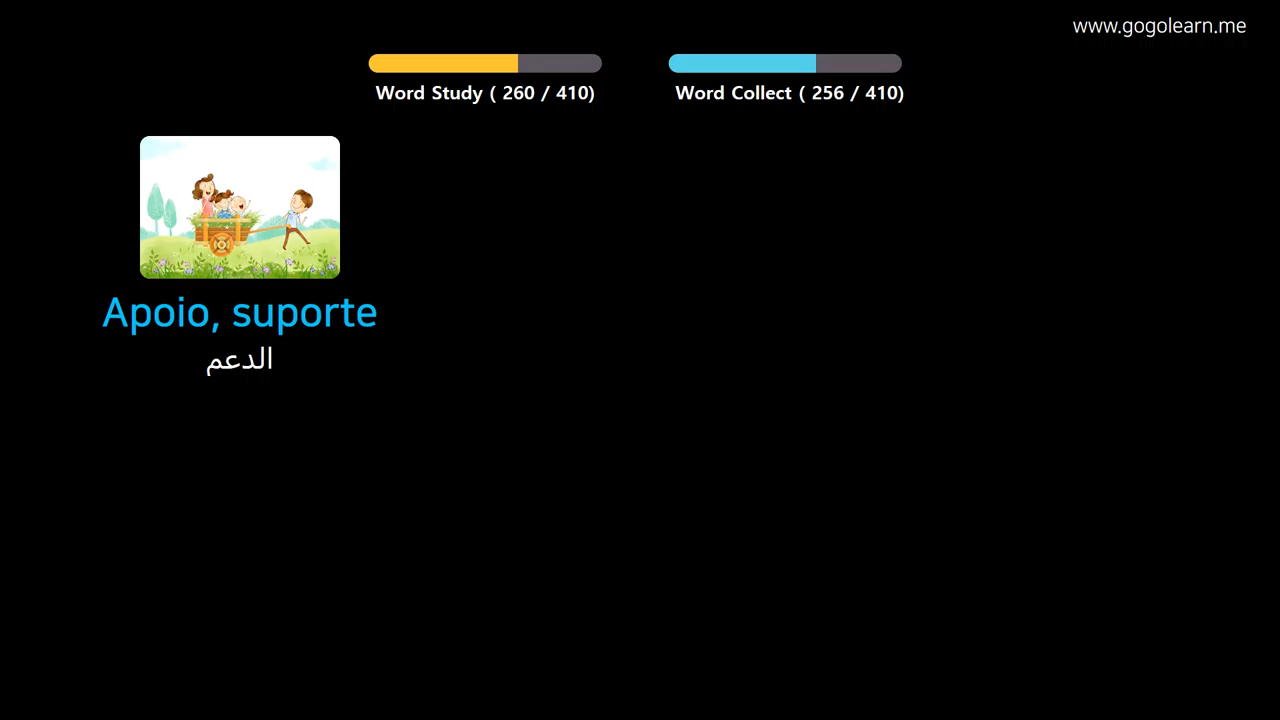 www.gogolearn.me
Word Study ( 260 / 410)
Word Collect ( 256 / 410)
Apoio, suporte
الدعم